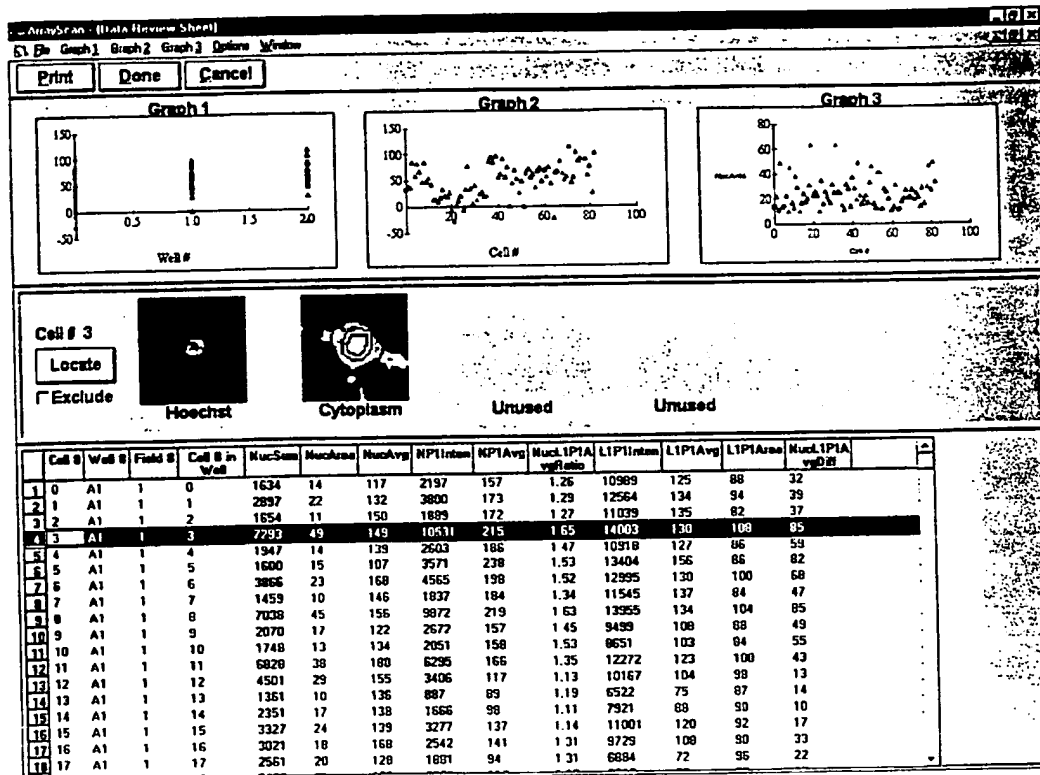 ArrayScan - [Data Review Sheet]
File Graph 1 Graph 2 Graph 3 Options Window
Print Done Cancel
Graph 1 Graph 2 Graph 3
150
100
50
0
-50
0.5 1.0 1.5 2.0
Well #
150
100
50
0
-50
20 40 60 80 100
Cell #
80
60
40
20
0
NucArea
0 20 40 60 80 100
Cell #
Cell # 3
Locate
Exclude
Hoechst Cytoplasm Unused Unused
Cell # Well # Field # Cell # in Well NucSum NucArea NucAvg NP1Inten NP1Avg NucL1P1AvgRatio L1P1Inten L1P1Avg L1P1Area NucL1P1AvgDiff
1 0 A1 1 0 1634 14 117 2197 157 1.26 10989 125 88 32
2 1 A1 1 1 2897 22 132 3800 173 1.29 12564 134 94 39
3 2 A1 1 2 1654 11 150 1889 172 1.27 11039 135 82 37
4 3 A1 1 3 7293 49 149 10531 215 1.65 14003 130 108 85
5 4 A1 1 4 1947 14 139 2603 186 1.47 10918 127 86 59
6 5 A1 1 5 1600 15 107 3571 238 1.53 13404 156 86 82
7 6 A1 1 6 3866 23 168 4565 198 1.52 12995 130 100 68
8 7 A1 1 7 1459 10 146 1837 184 1.34 11545 137 84 47
9 8 A1 1 8 7038 45 156 9872 219 1.63 13955 134 104 85
10 9 A1 1 9 2070 17 122 2672 157 1.45 9499 108 88 49
11 10 A1 1 10 1748 13 134 2051 158 1.53 8651 103 84 55
12 11 A1 1 11 6828 38 180 6295 166 1.35 12272 123 100 43
13 12 A1 1 12 4501 29 155 3406 117 1.13 10167 104 98 13
14 13 A1 1 13 1361 10 136 887 89 1.19 6522 75 87 14
15 14 A1 1 14 2351 17 138 1666 98 1.11 7921 88 90 10
16 15 A1 1 15 3327 24 139 3277 137 1.14 11001 120 92 17
17 16 A1 1 16 3021 18 168 2542 141 1.31 9729 108 90 33
18 17 A1 1 17 2561 20 128 1881 94 1.31 6884 72 96 22